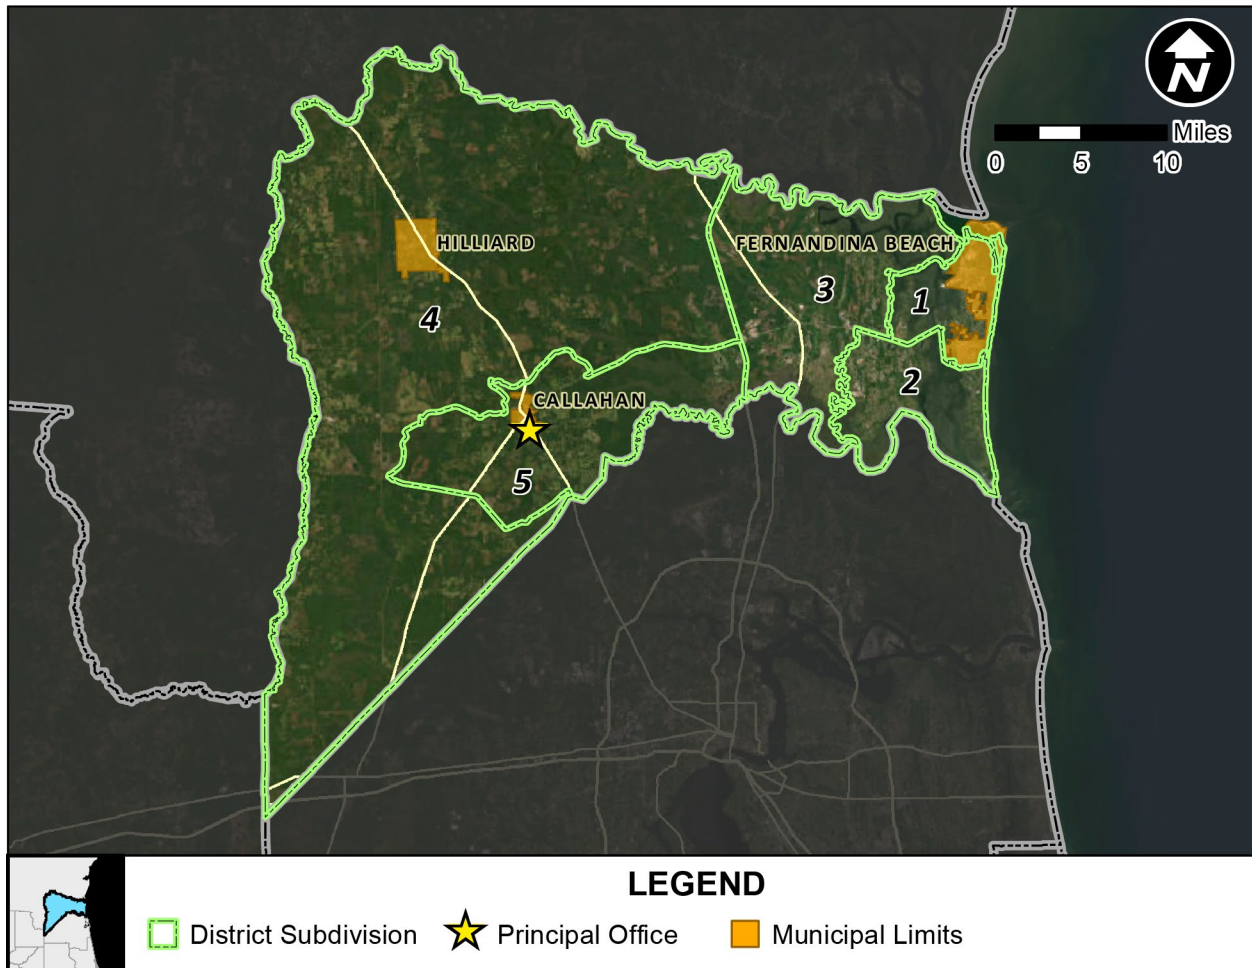 N
Miles
0 5 10
HILLIARD
FERNANDINA BEACH
4
3
1
2
CALLAHAN
5
LEGEND
District Subdivision Principal Office Municipal Limits